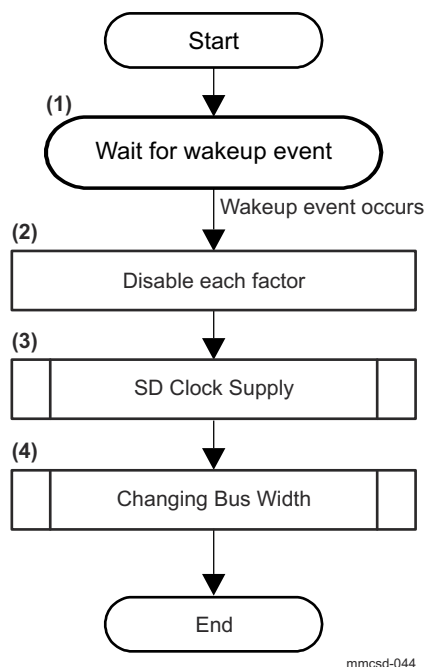 Start
(1)
Wait for wakeup event
Wakeup event occurs
(2)
Disable each factor
(3)
SD Clock Supply
(4)
Changing Bus Width
End
mmcsd-044